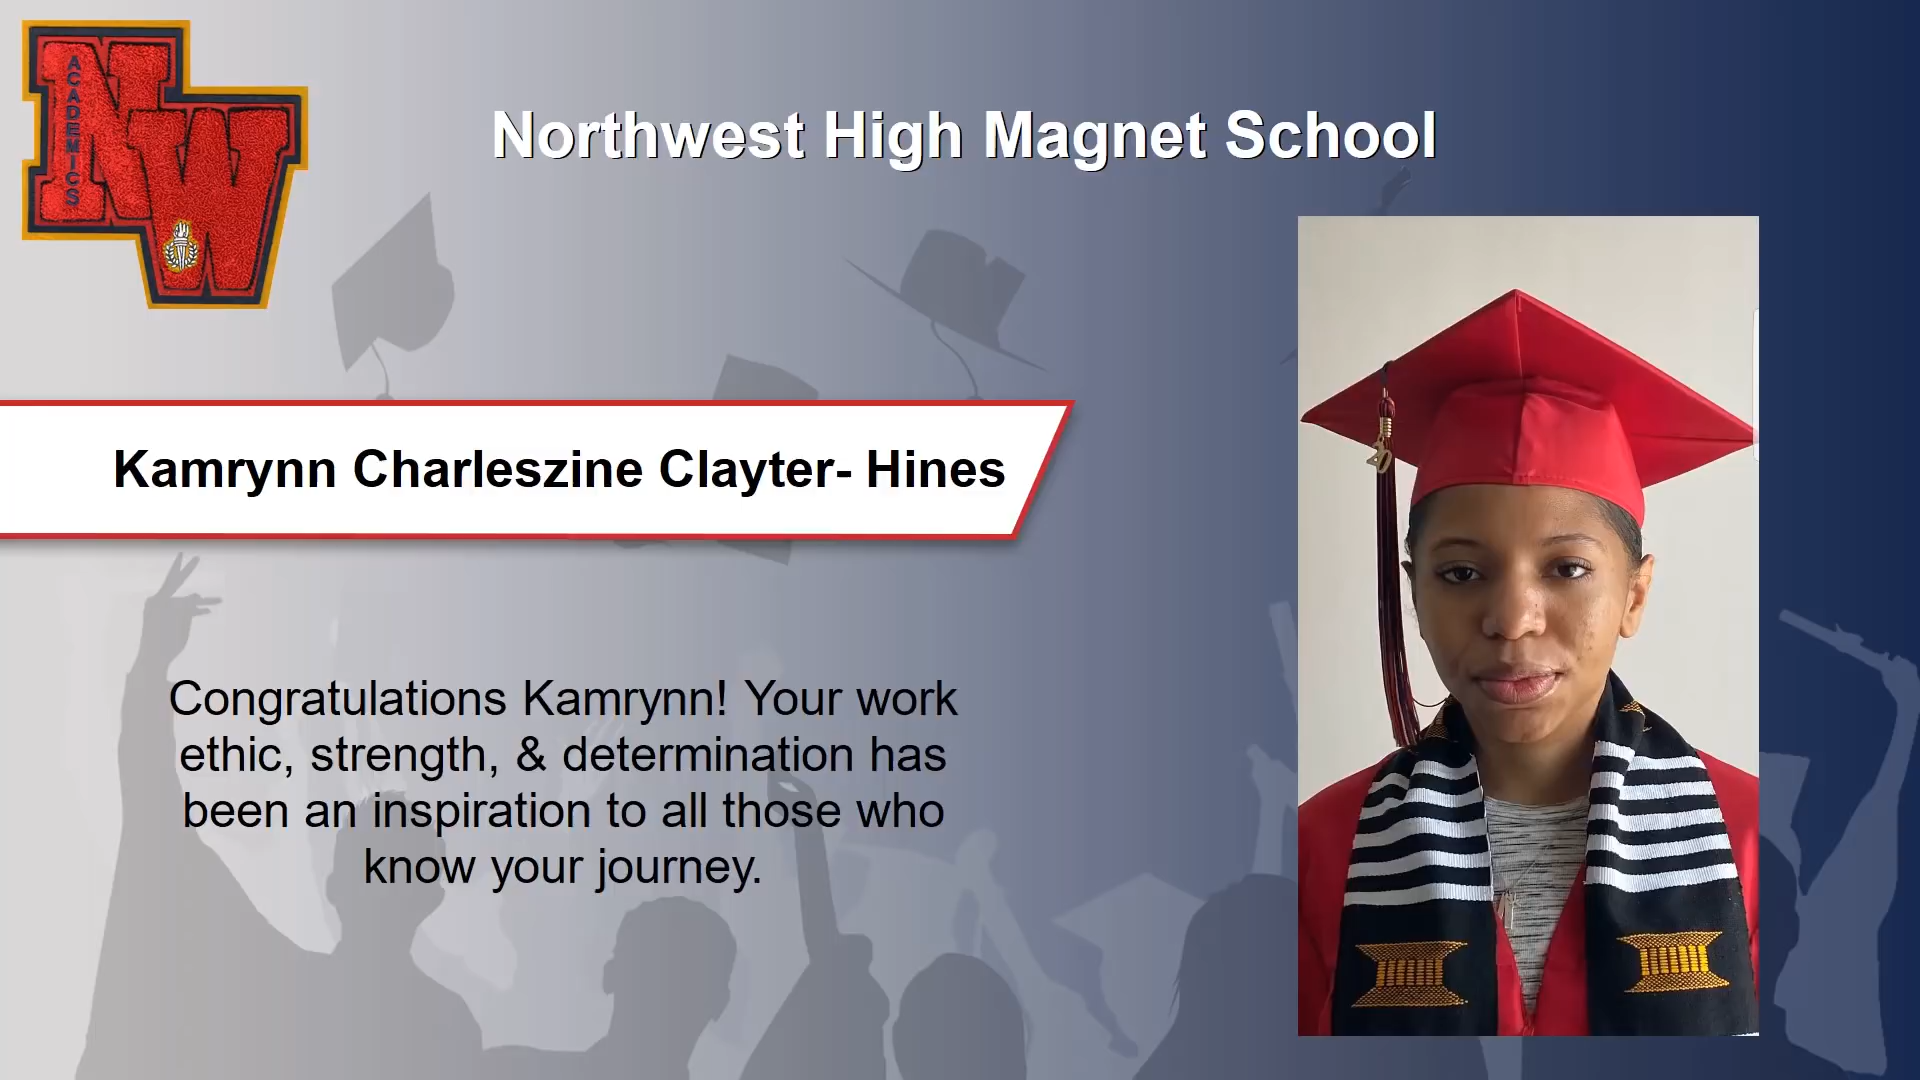 ACADEMICS
NW
Northwest High Magnet School
Kamrynn Charleszine Clayter- Hines
Congratulations Kamrynn! Your work
ethic, strength, & determination has
been an inspiration to all those who
know your journey.
20